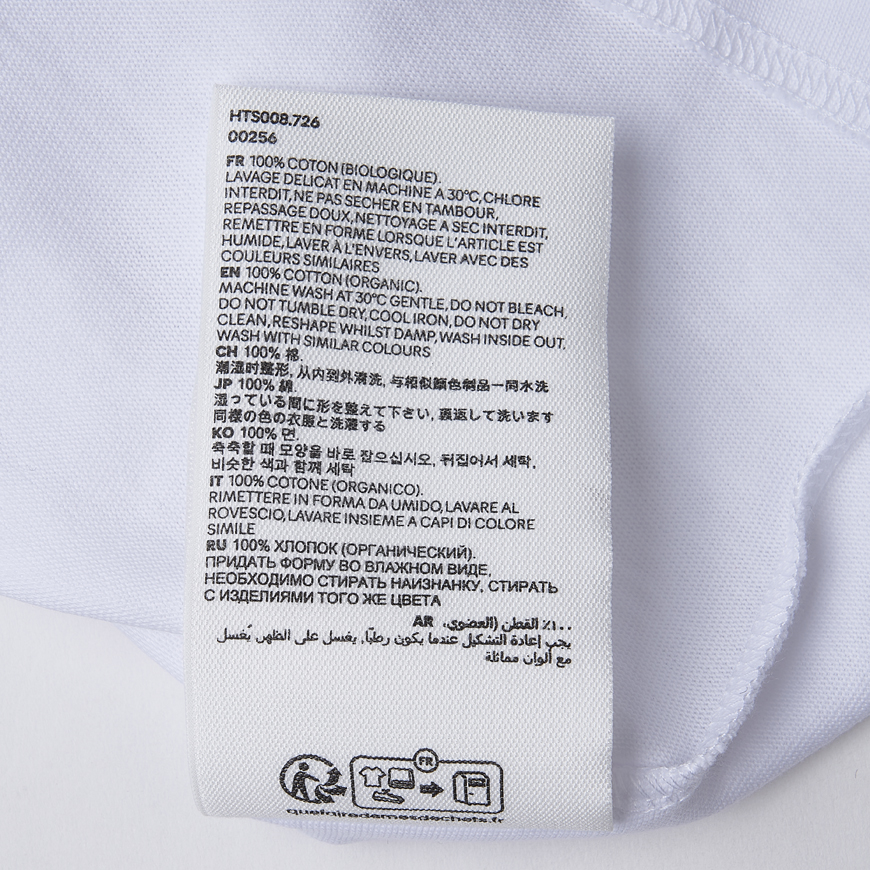 HTS008.726
00256
FR 100% COTON (BIOLOGIQUE).
LAVAGE DELICAT EN MACHINE A 30°C, CHLORE
INTERDIT, NE PAS SECHER EN TAMBOUR,
REPASSAGE DOUX, NETTOYAGE A SEC INTERDIT,
REMETTRE EN FORME LORSQUE L'ARTICLE EST
HUMIDE, LAVER À L'ENVERS, LAVER AVEC DES
COULEURS SIMILAIRES
EN 100% COTTON (ORGANIC).
MACHINE WASH AT 30°C GENTLE, DO NOT BLEACH,
DO NOT TUMBLE DRY, COOL IRON, DO NOT DRY
CLEAN, RESHAPE WHILST DAMP, WASH INSIDE OUT,
WASH WITH SIMILAR COLOURS
CH 100% 棉.
潮湿时整形, 从内到外清洗, 与相似颜色制品一同水洗
JP 100% 綿.
湿っている間に形を整えて下さい, 裏返して洗います
同様の色の衣服と洗濯する
KO 100% 면.
축축할 때 모양을 바로 잡으십시오, 뒤집어서 세탁,
비슷한 색과 함께 세탁
IT 100% COTONE (ORGANICO).
RIMETTERE IN FORMA DA UMIDO, LAVARE AL
ROVESCIO, LAVARE INSIEME A CAPI DI COLORE
SIMILE
RU 100% ХЛОПОК (ОРГАНИЧЕСКИЙ).
ПРИДАТЬ ФОРМУ ВО ВЛАЖНОМ ВИДЕ,
НЕОБХОДИМО СТИРАТЬ НАИЗНАНКУ, СТИРАТЬ
С ИЗДЕЛИЯМИ ТОГО ЖЕ ЦВЕТА
١٠٠٪ القطن (العضوي, AR
يجب إعادة التشكيل عندما يكون رطبًا, يغسل على الظهر, يُغسل
مع ألوان مماثلة
FR
quefairedemesdechets.fr